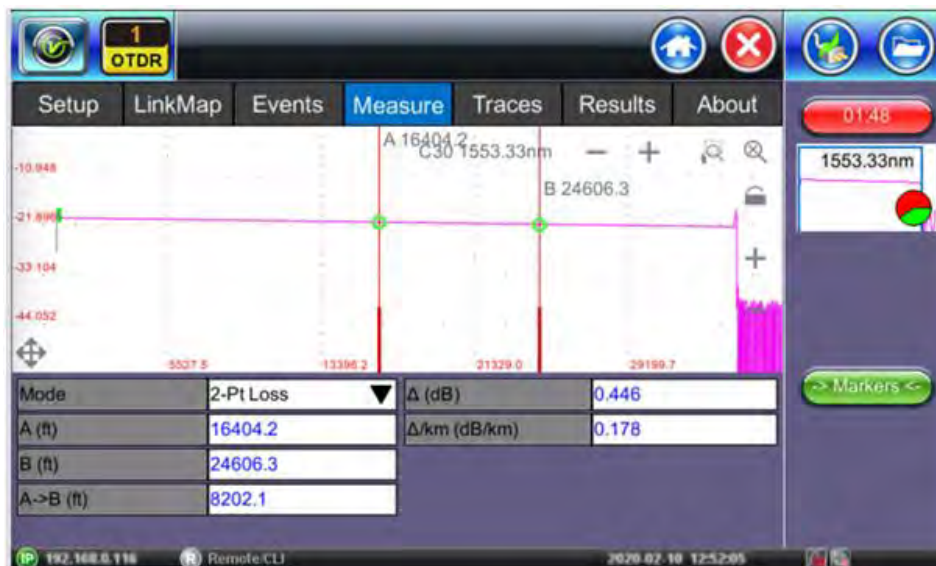 1
OTDR
Setup LinkMap Events Measure Traces Results About
01:48
A 16404.2
C30 1553.33nm
1553.33nm
-10.948
B 24606.3
-21.896
-33.104
-44.052
5527.5 13396.2 21329.0 29199.7
Mode 2-Pt Loss Δ (dB) 0.446
-> Markers <-
A (ft) 16404.2 Δ/km (dB/km) 0.178
B (ft) 24606.3
A->B (ft) 8202.1
IP 192.168.0.116 R Remote/CLI 2020-02-10 12:52:05